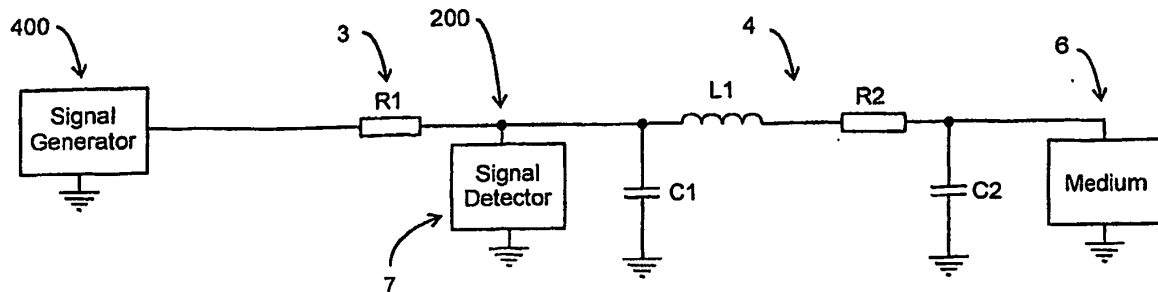 400
3
200
4
6
Signal
Generator
R1
L1
R2
Signal
Detector
C1
C2
Medium
7